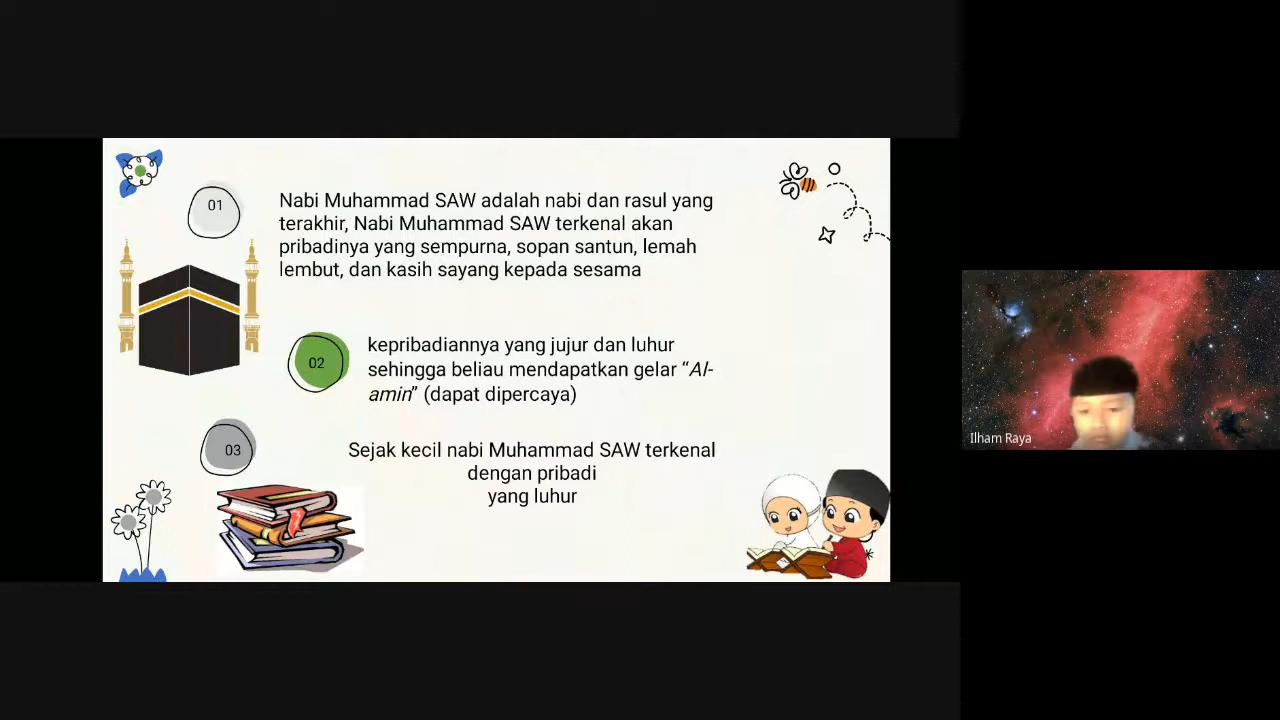 01
Nabi Muhammad SAW adalah nabi dan rasul yang
terakhir, Nabi Muhammad SAW terkenal akan
pribadinya yang sempurna, sopan santun, lemah
lembut, dan kasih sayang kepada sesama
02
kepribadiannya yang jujur dan luhur
sehingga beliau mendapatkan gelar “Al-
amin” (dapat dipercaya)
03
Sejak kecil nabi Muhammad SAW terkenal
dengan pribadi
yang luhur
Ilham Raya